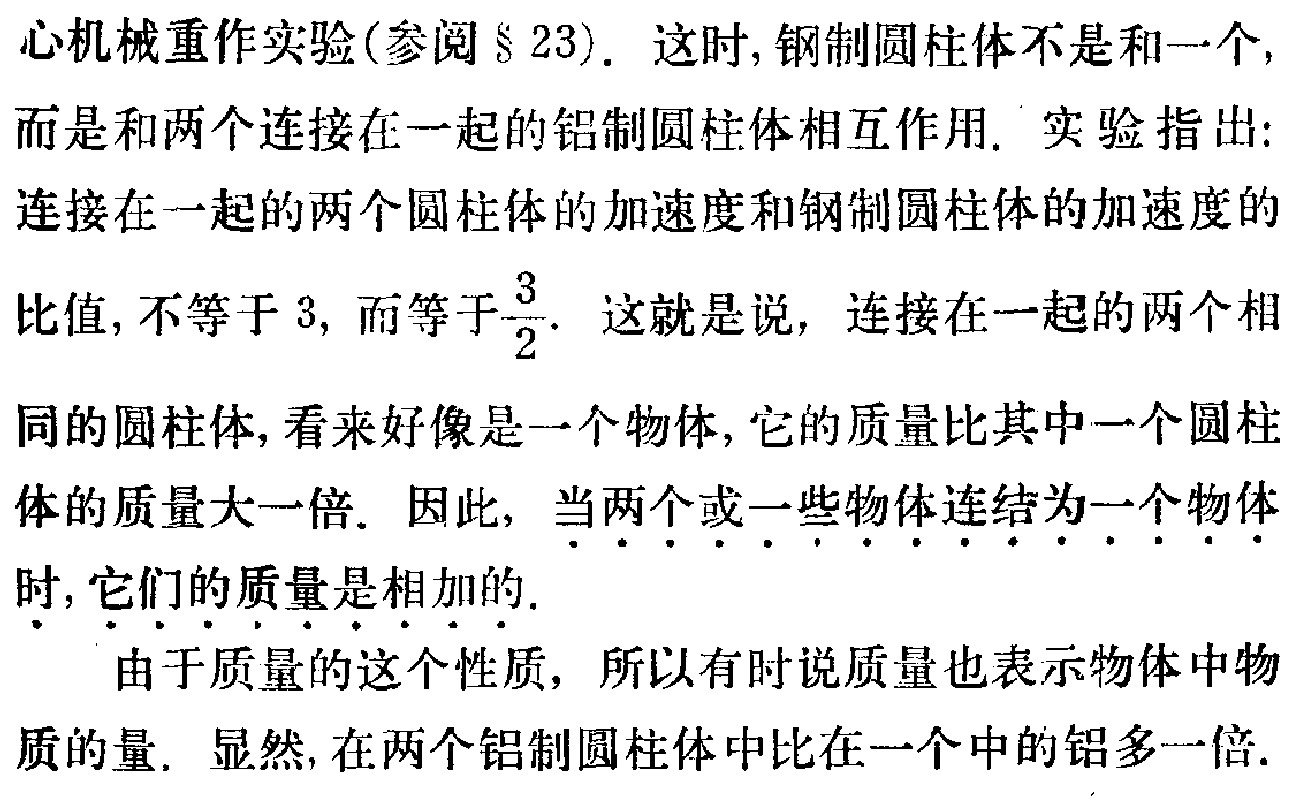 心机械重作实验(参阅§23). 这时,钢制圆柱体不是和一个,
而是和两个连接在一起的铝制圆柱体相互作用. 实验指出:
连接在一起的两个圆柱体的加速度和钢制圆柱体的加速度的
比值,不等于 3, 而等于3/2. 这就是说, 连接在一起的两个相
同的圆柱体,看来好像是一个物体,它的质量比其中一个圆柱
体的质量大一倍. 因此, 当两个或一些物体连结为一个物体
时,它们的质量是相加的.
由于质量的这个性质, 所以有时说质量也表示物体中物
质的量. 显然,在两个铝制圆柱体中比在一个中的铝多一倍.